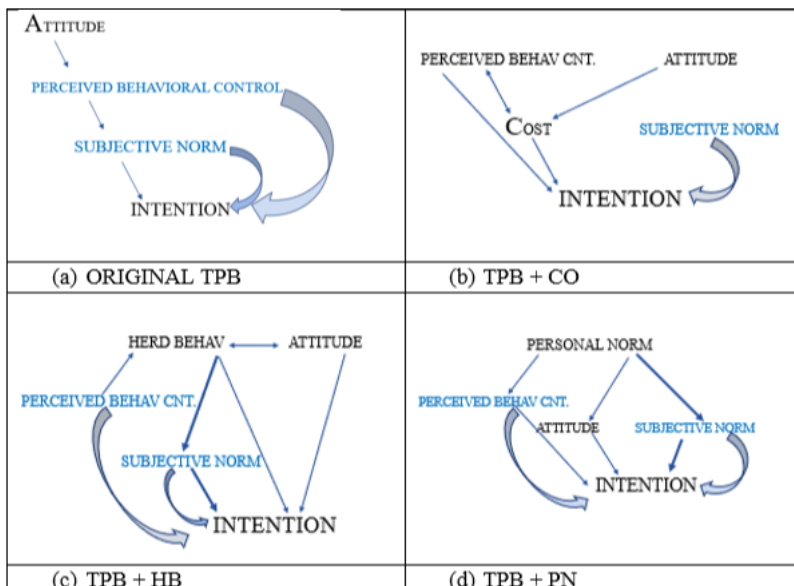 ATTITUDE
PERCEIVED BEHAVIORAL CONTROL
SUBJECTIVE NORM
INTENTION
(a) ORIGINAL TPB
PERCEIVED BEHAV CNT.
ATTITUDE
COST
SUBJECTIVE NORM
INTENTION
(b) TPB + CO
HERD BEHAV
ATTITUDE
PERCEIVED BEHAV CNT.
SUBJECTIVE NORM
INTENTION
(c) TPB + HB
PERSONAL NORM
PERCEIVED BEHAV CNT.
ATTITUDE
SUBJECTIVE NORM
INTENTION
(d) TPB + PN